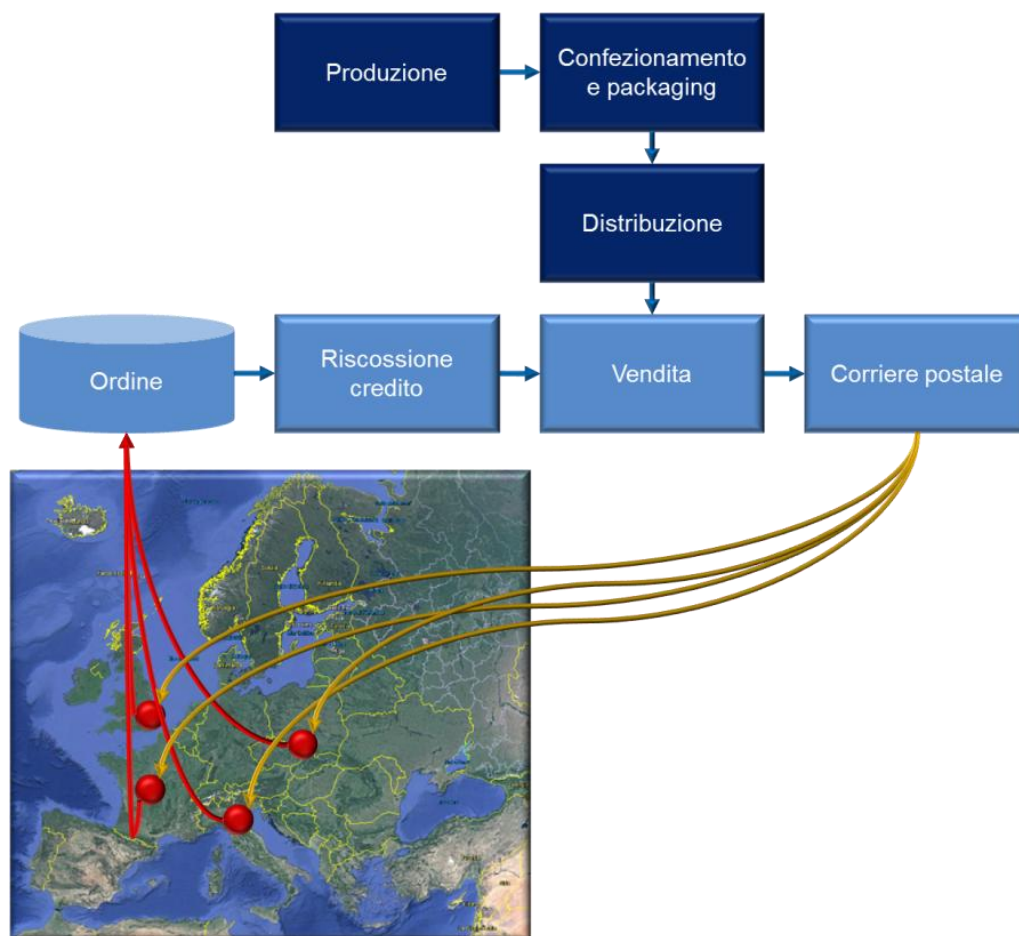 Produzione
Confezionamento
e packaging
Distribuzione
Ordine
Riscossione
credito
Vendita
Corriere postale